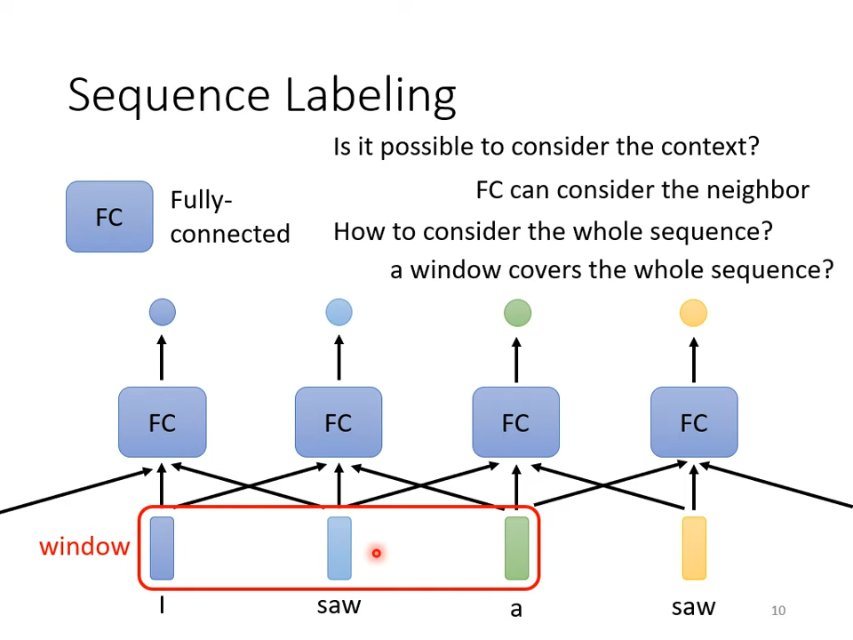 Sequence Labeling
Is it possible to consider the context?
FC can consider the neighbor
How to consider the whole sequence?
a window covers the whole sequence?
FC
Fully-
connected
FC
FC
FC
FC
window
I
saw
a
saw
10